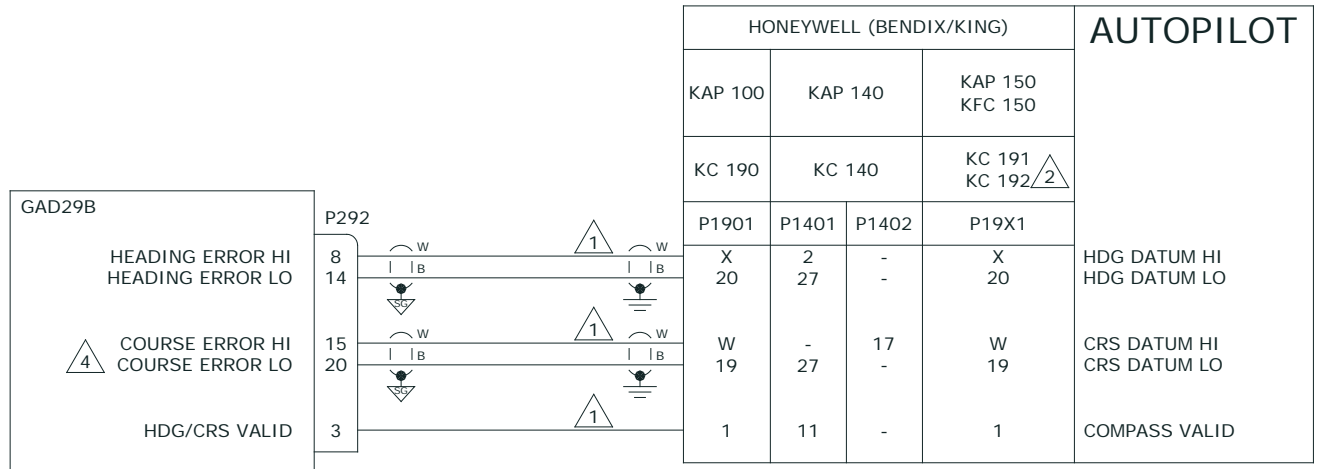 HONEYWELL (BENDIX/KING) AUTOPILOT
KAP 100 KAP 140 KAP 150
KFC 150
KC 190 KC 140 KC 191
KC 192 2
GAD29B P292 P1901 P1401 P1402 P19X1
HEADING ERROR HI 8 W 1 W X 2 - X HDG DATUM HI
HEADING ERROR LO 14 B B 20 27 - 20 HDG DATUM LO
SG
COURSE ERROR HI 15 W 1 W W - 17 W CRS DATUM HI
4 COURSE ERROR LO 20 B B 19 27 - 19 CRS DATUM LO
SG
HDG/CRS VALID 3 1 1 11 - 1 COMPASS VALID